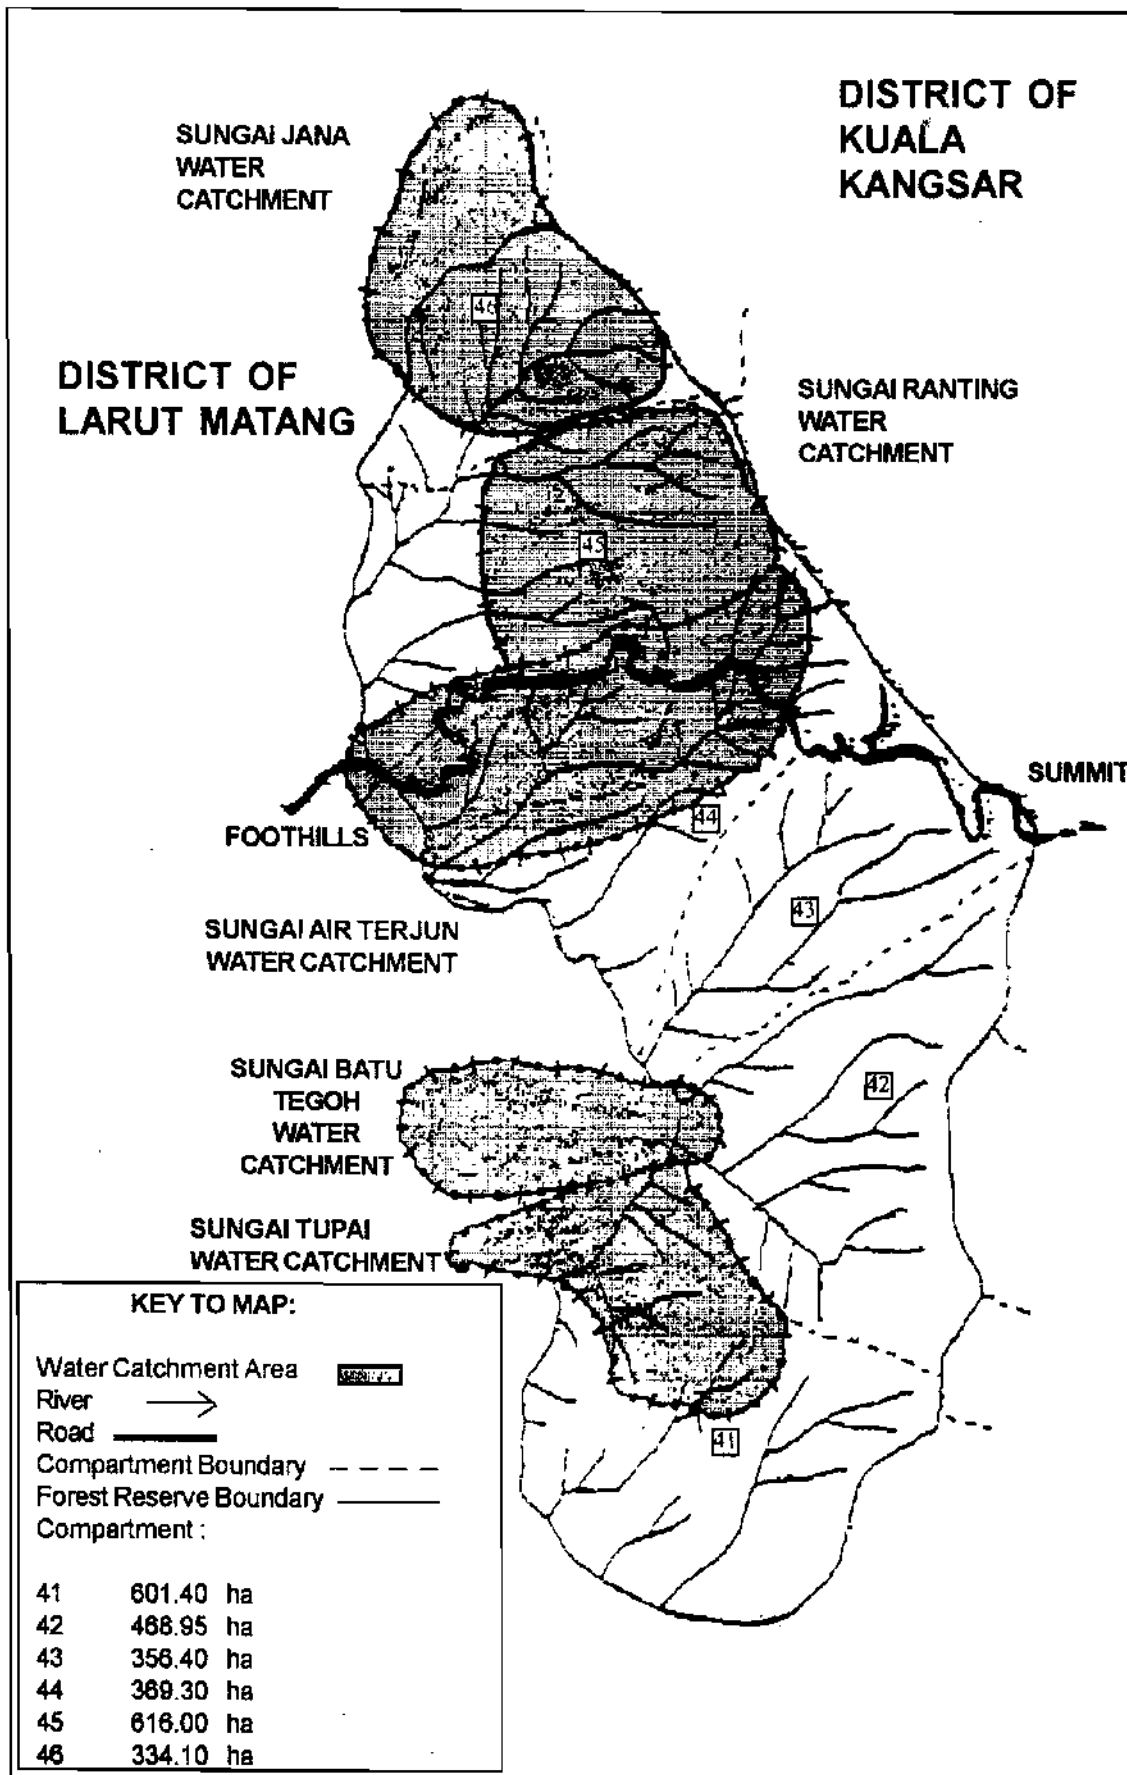 DISTRICT OF
KUALA
KANGSAR
SUNGAI JANA
WATER
CATCHMENT
46
DISTRICT OF
LARUT MATANG
SUNGAI RANTING
WATER
CATCHMENT
45
SUMMIT
44
FOOTHILLS
43
SUNGAI AIR TERJUN
WATER CATCHMENT
SUNGAI BATU
TEGOH
WATER
CATCHMENT
42
SUNGAI TUPAI
WATER CATCHMENT
41
KEY TO MAP:
Water Catchment Area
River
Road
Compartment Boundary
Forest Reserve Boundary
Compartment :
41 601.40 ha
42 468.95 ha
43 356.40 ha
44 369.30 ha
45 616.00 ha
46 334.10 ha